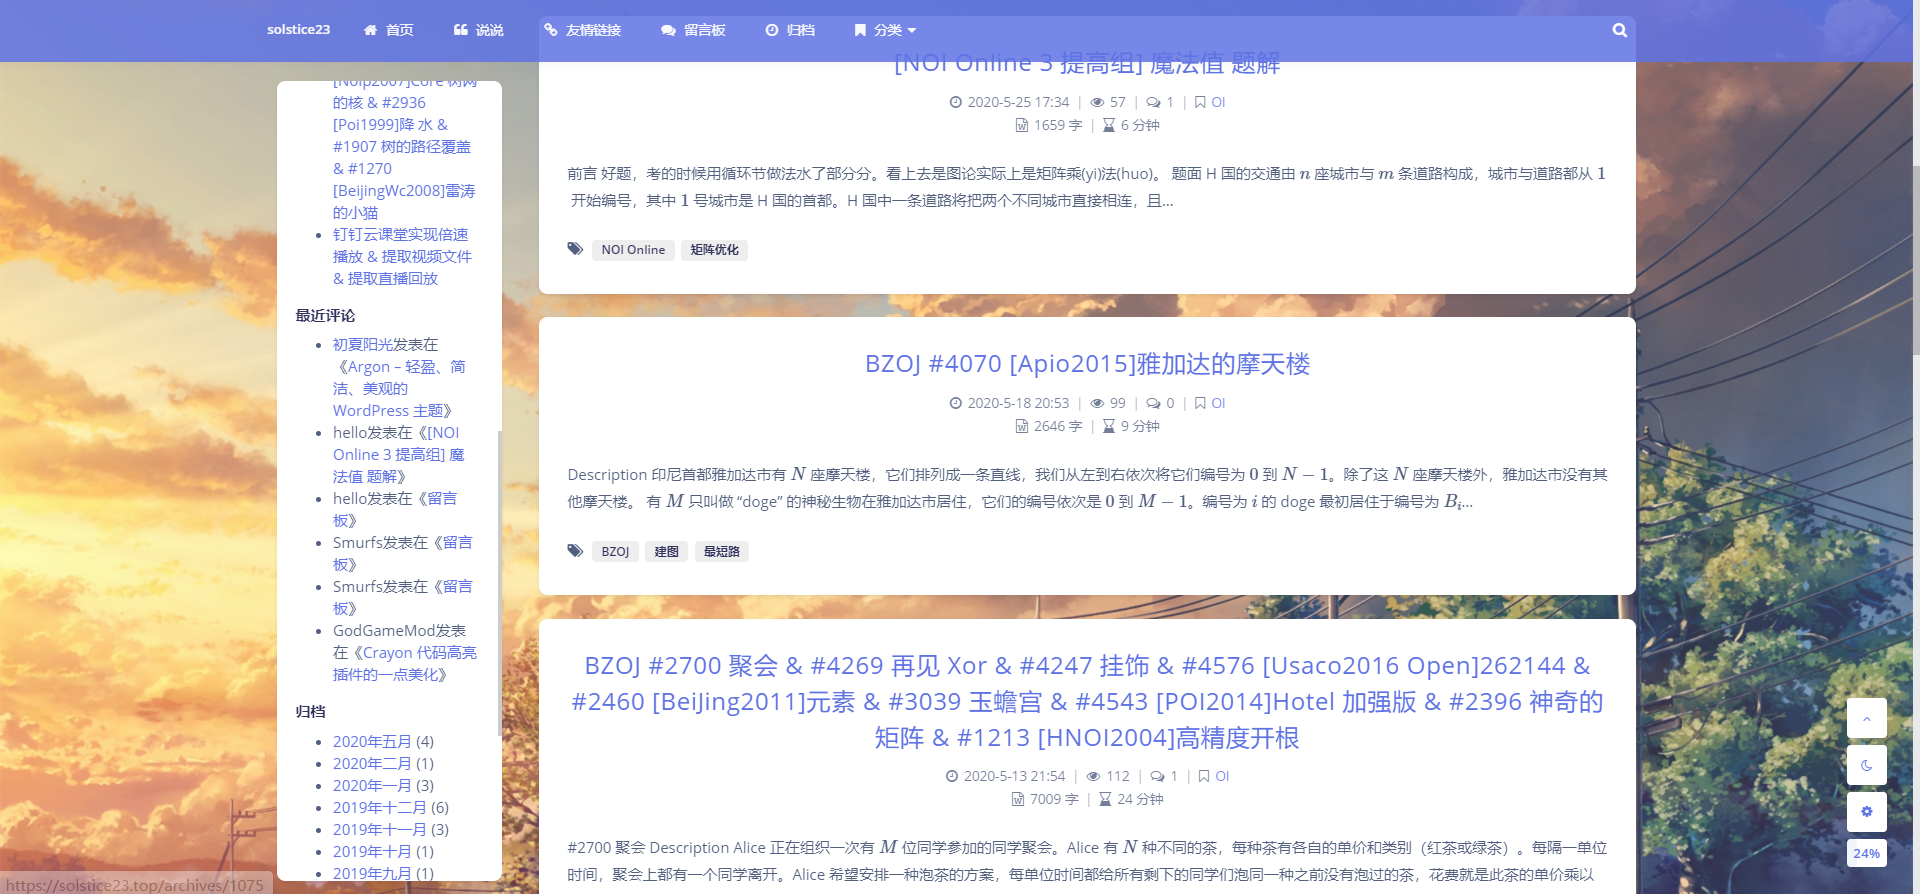 solstice23 首页 说说 友情链接 留言板 归档 分类
[Noip2007]Core 树网
的核 & #2936
[Poi1999]降 水 &
#1907 树的路径覆盖
& #1270
[BeijingWc2008]雷涛
的小猫
钉钉云课堂实现倍速
播放 & 提取视频文件
& 提取直播回放
最近评论
初夏阳光发表在
《Argon – 轻盈、简
洁、美观的
WordPress 主题》
hello发表在《[NOI
Online 3 提高组] 魔
法值 题解》
hello发表在《留言
板》
Smurfs发表在《留言
板》
Smurfs发表在《留言
板》
GodGameMod发表
在《Crayon 代码高亮
插件的一点美化》
归档
2020年五月 (4)
2020年二月 (1)
2020年一月 (3)
2019年十二月 (6)
2019年十一月 (3)
2019年十月 (1)
2019年九月 (1)
[NOI Online 3 提高组] 魔法值 题解
2020-5-25 17:34 | 57 | 1 | OI
1659 字 | 6 分钟
前言 好题，考的时候用循环节做法水了部分分。看上去是图论实际上是矩阵乘(yi)法(huo)。 题面 H 国的交通由 n 座城市与 m 条道路构成，城市与道路都从 1
开始编号，其中 1 号城市是 H 国的首都。H 国中一条道路将把两个不同城市直接相连，且...
NOI Online 矩阵优化
BZOJ #4070 [Apio2015]雅加达的摩天楼
2020-5-18 20:53 | 99 | 0 | OI
2646 字 | 9 分钟
Description 印尼首都雅加达市有 N 座摩天楼，它们排列成一条直线，我们从左到右依次将它们编号为 0 到 N − 1。除了这 N 座摩天楼外，雅加达市没有其
他摩天楼。 有 M 只叫做 “doge” 的神秘生物在雅加达市居住，它们的编号依次是 0 到 M − 1。编号为 i 的 doge 最初居住于编号为 Bi...
BZOJ 建图 最短路
BZOJ #2700 聚会 & #4269 再见 Xor & #4247 挂饰 & #4576 [Usaco2016 Open]262144 &
#2460 [BeiJing2011]元素 & #3039 玉蟾宫 & #4543 [POI2014]Hotel 加强版 & #2396 神奇的
矩阵 & #1213 [HNOI2004]高精度开根
2020-5-13 21:54 | 112 | 1 | OI
7009 字 | 24 分钟
#2700 聚会 Description Alice 正在组织一次有 M 位同学参加的同学聚会。Alice 有 N 种不同的茶，每种茶有各自的单价和类别（红茶或绿茶）。每隔一单位
时间，聚会上都有一个同学离开。Alice 希望安排一种泡茶的方案，每单位时间都给所有剩下的同学们泡同一种之前没有泡过的茶，花费就是此茶的单价乘以
24%
https://solstice23.top/archives/1075